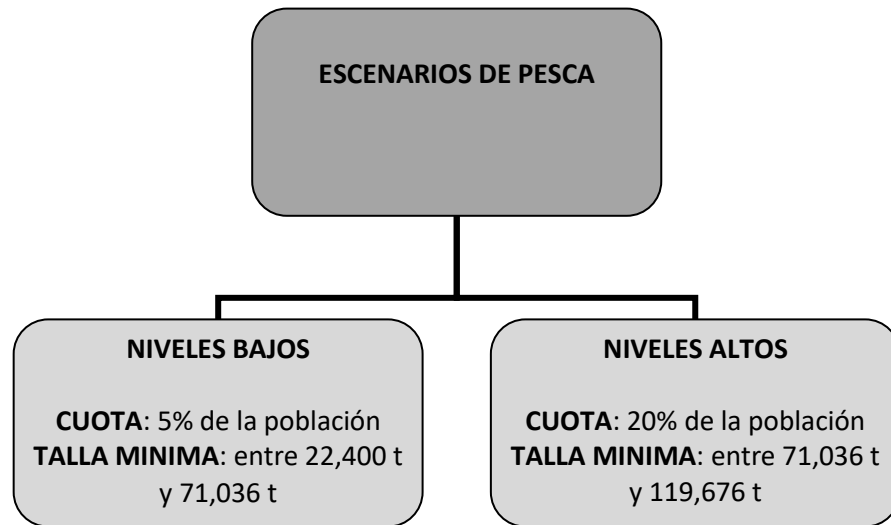 ESCENARIOS DE PESCA
NIVELES BAJOS
CUOTA: 5% de la población
TALLA MINIMA: entre 22,400 t
y 71,036 t
NIVELES ALTOS
CUOTA: 20% de la población
TALLA MINIMA: entre 71,036 t
y 119,676 t